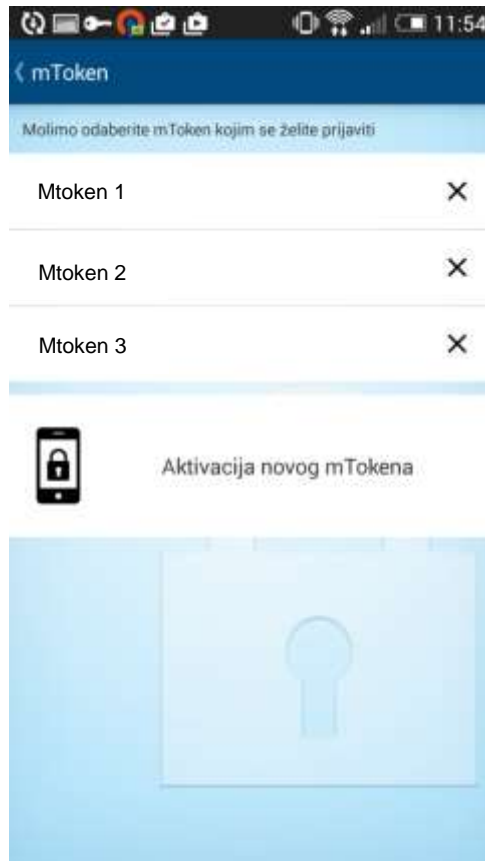 11:54
mToken
Molimo odaberite mToken kojim se želite prijaviti
Mtoken 1
Mtoken 2
Mtoken 3
Aktivacija novog mTokena